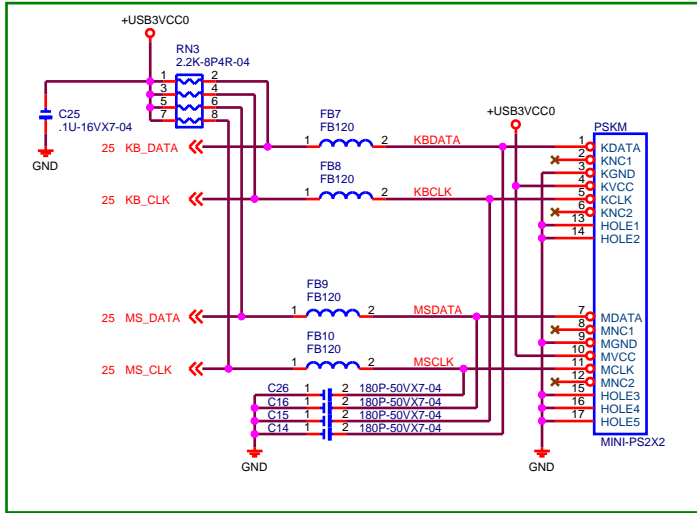 +USB3VCC0
RN3
2.2K-8P4R-04
1 2
3 4
5 6
7 8
C25
.1U-16VX7-04
GND
+USB3VCC0
PSKM
FB7
FB120
25 KB_DATA 1 2 KBDATA 1 KDATA
2 KNC1
FB8
FB120
3 KGND
4 KVCC
25 KB_CLK 1 2 KBCLK 5 KCLK
6 KNC2
13 HOLE1
14 HOLE2
FB9
FB120
25 MS_DATA 1 2 MSDATA 7 MDATA
8 MNC1
FB10
FB120
9 MGND
10 MVCC
25 MS_CLK 1 2 MSCLK 11 MCLK
12 MNC2
C26 1 2 180P-50VX7-04 15 HOLE3
C16 1 2 180P-50VX7-04 16 HOLE4
C15 1 2 180P-50VX7-04 17 HOLE5
C14 1 2 180P-50VX7-04
MINI-PS2X2
GND
GND